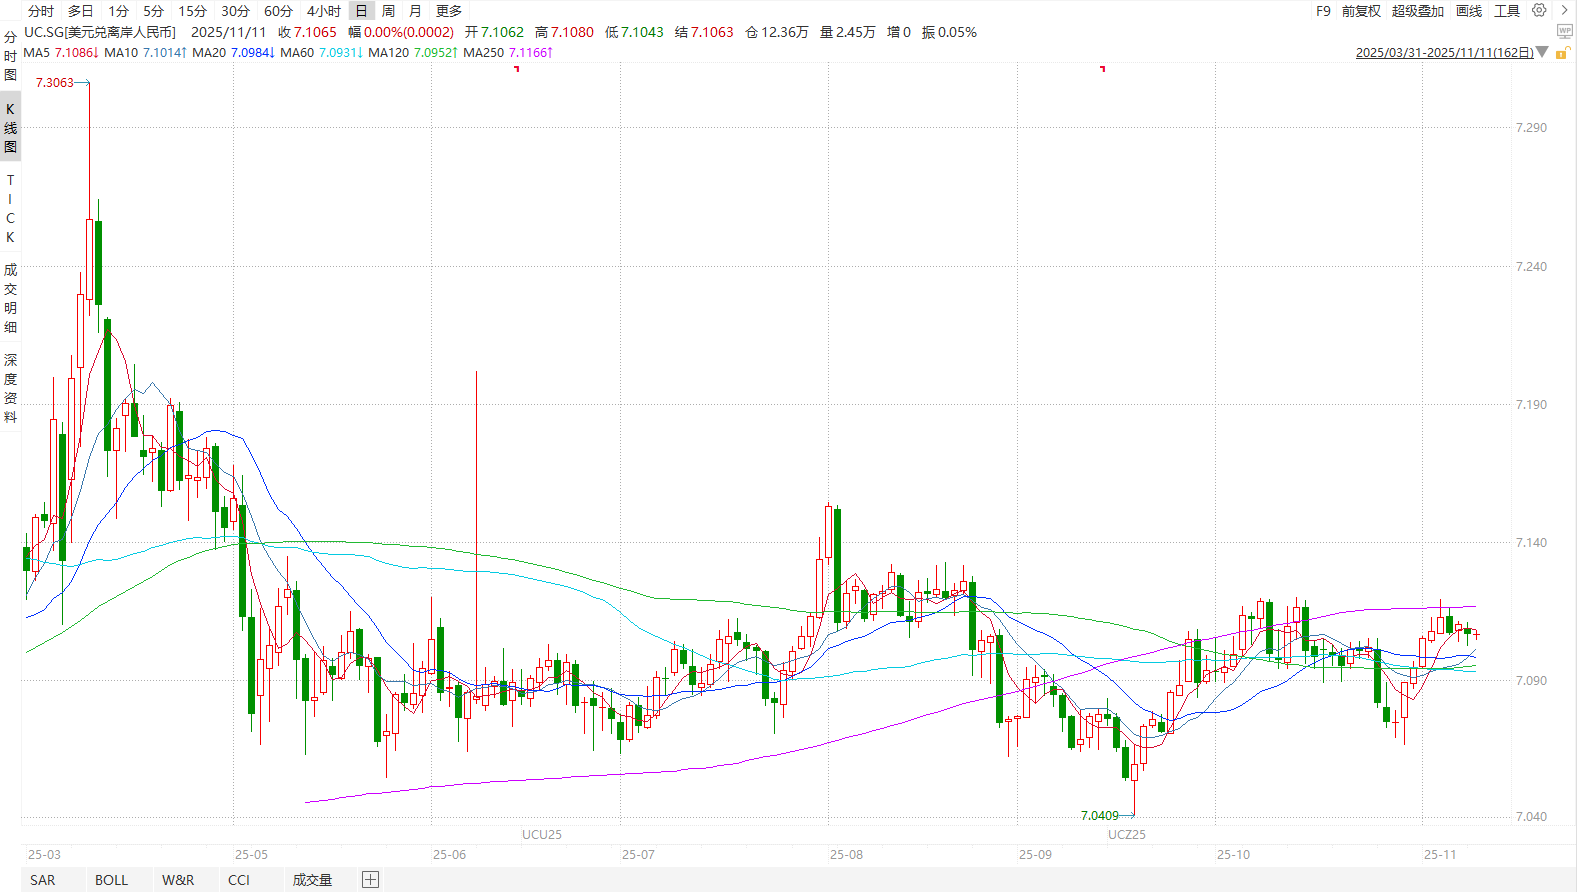 分时 多日 1分 5分 15分 30分 60分 4小时 日 周 月 更多 F9 前复权 超级叠加 画线 工具
UC.SG[美元兑离岸人民币] 2025/11/11 收 7.1065 幅 0.00%(0.0002) 开 7.1062 高 7.1080 低 7.1043 结 7.1063 仓 12.36万 量 2.45万 增 0 振 0.05%
WP
MA5 7.1086↓ MA10 7.1014↑ MA20 7.0984↓ MA60 7.0931↓ MA120 7.0952↑ MA250 7.1166↑ 2025/03/31-2025/11/11(162日)
分时图
K线图
TICK
成交明细
深度资料
7.3063
7.290
7.240
7.190
7.140
7.090
7.0409
7.040
UCU25 UCZ25
25-03 25-05 25-06 25-07 25-08 25-09 25-10 25-11
SAR BOLL W&R CCI 成交量